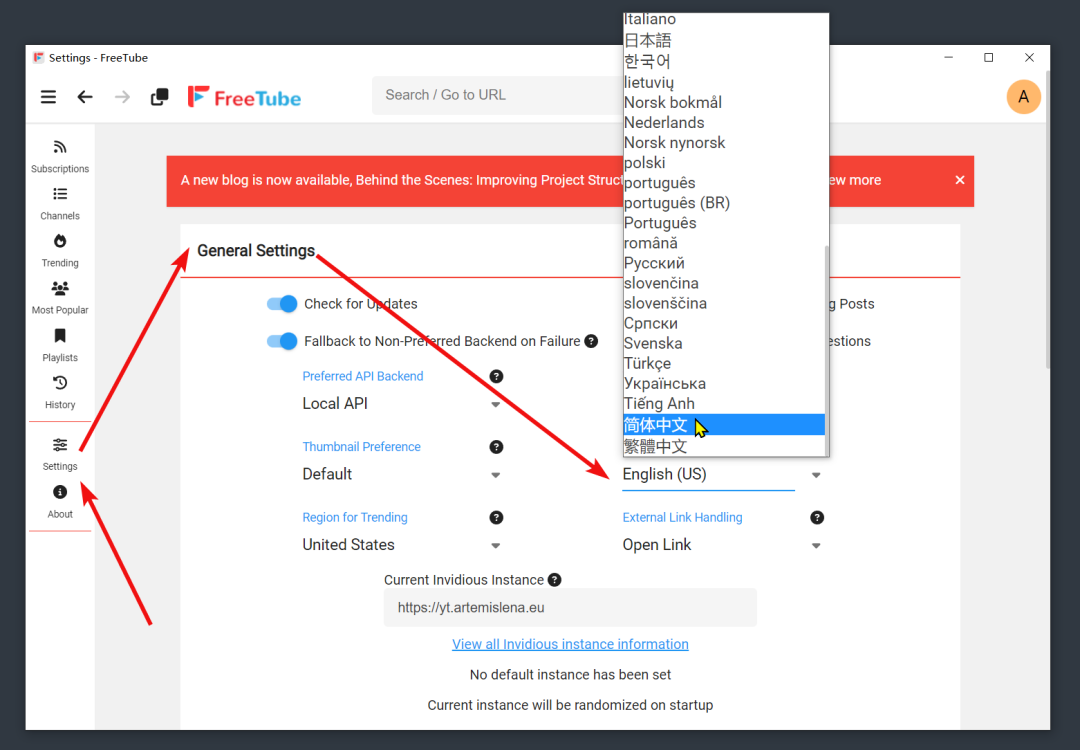 Settings - FreeTube
FreeTube
Search / Go to URL
A
Subscriptions
Channels
Trending
Most Popular
Playlists
History
Settings
About
A new blog is now available, Behind the Scenes: Improving Project
more
General Settings
Check for Updates
Posts
Fallback to Non-Preferred Backend on Failure
Preferred API Backend
Local API
Thumbnail Preference
Default
English (US)
Region for Trending
United States
External Link Handling
Open Link
Current Invidious Instance
https://yt.artemislena.eu
View all Invidious instance information
No default instance has been set
Current instance will be randomized on startup
Italiano
日本語
한국어
lietuvių
Norsk bokmål
Nederlands
Norsk nynorsk
polski
português
português (BR)
Português
română
Русский
slovenčina
slovenščina
Српски
Svenska
Türkçe
Українська
Tiếng Anh
简体中文
繁體中文